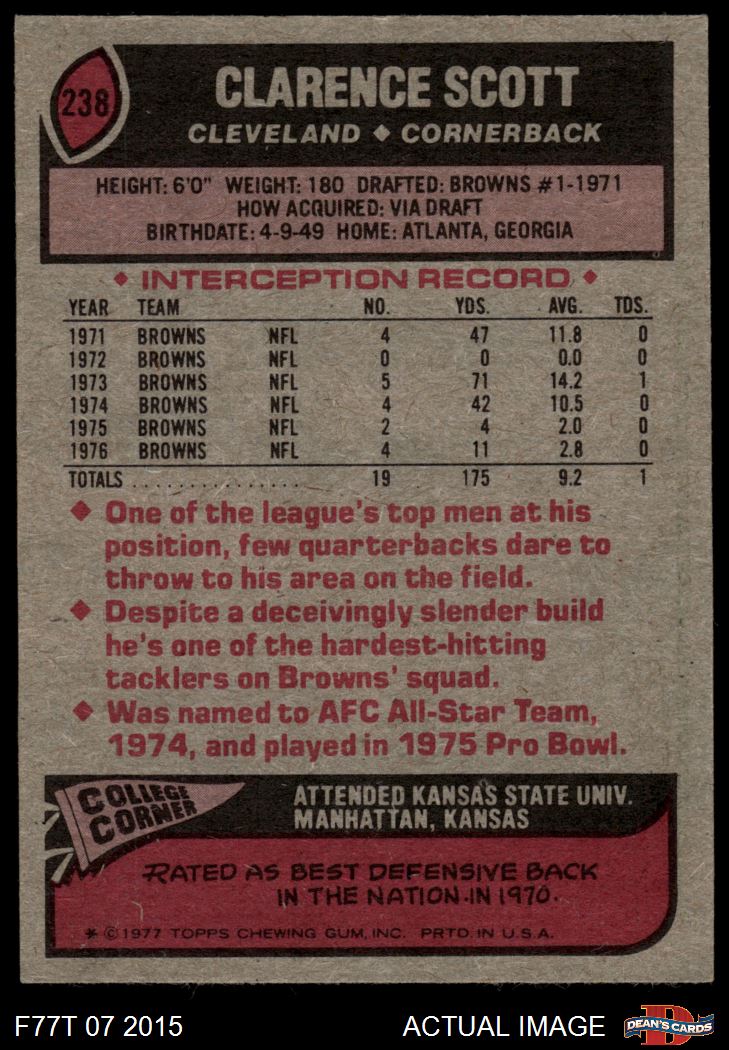 238
CLARENCE SCOTT
CLEVELAND ◆ CORNERBACK
HEIGHT: 6'0" WEIGHT: 180 DRAFTED: BROWNS #1-1971
HOW ACQUIRED: VIA DRAFT
BIRTHDATE: 4-9-49 HOME: ATLANTA, GEORGIA
◆ INTERCEPTION RECORD ◆
YEAR TEAM NO. YDS. AVG. TDS.
1971 BROWNS NFL 4 47 11.8 0
1972 BROWNS NFL 0 0 0.0 0
1973 BROWNS NFL 5 71 14.2 1
1974 BROWNS NFL 4 42 10.5 0
1975 BROWNS NFL 2 4 2.0 0
1976 BROWNS NFL 4 11 2.8 0
TOTALS . . . . . . . . . . . . . . . 19 175 9.2 1
◆ One of the league's top men at his
position, few quarterbacks dare to
throw to his area on the field.
◆ Despite a deceivingly slender build
he's one of the hardest-hitting
tacklers on Browns' squad.
◆ Was named to AFC All-Star Team,
1974, and played in 1975 Pro Bowl.
COLLEGE
CORNER
ATTENDED KANSAS STATE UNIV.
MANHATTAN, KANSAS
RATED AS BEST DEFENSIVE BACK
IN THE NATION IN 1970.
* © 1977 TOPPS CHEWING GUM, INC. PRTD. IN U.S.A.
F77T 07 2015
ACTUAL IMAGE
D
DEAN'S CARDS